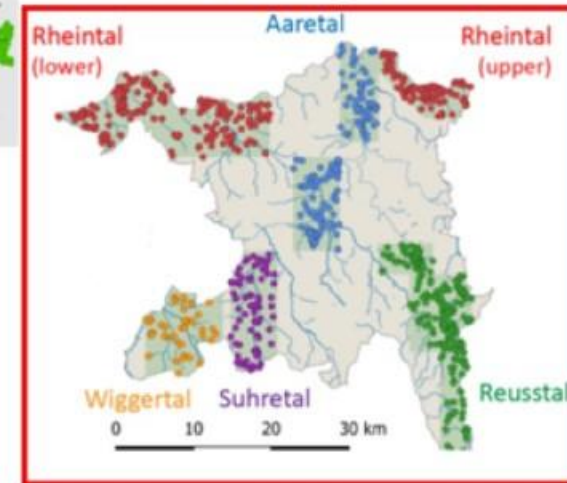 Aaretal
Rheintal
(lower)
Rheintal
(upper)
Wiggertal
Suhretal
Reusstal
0 10 20 30 km